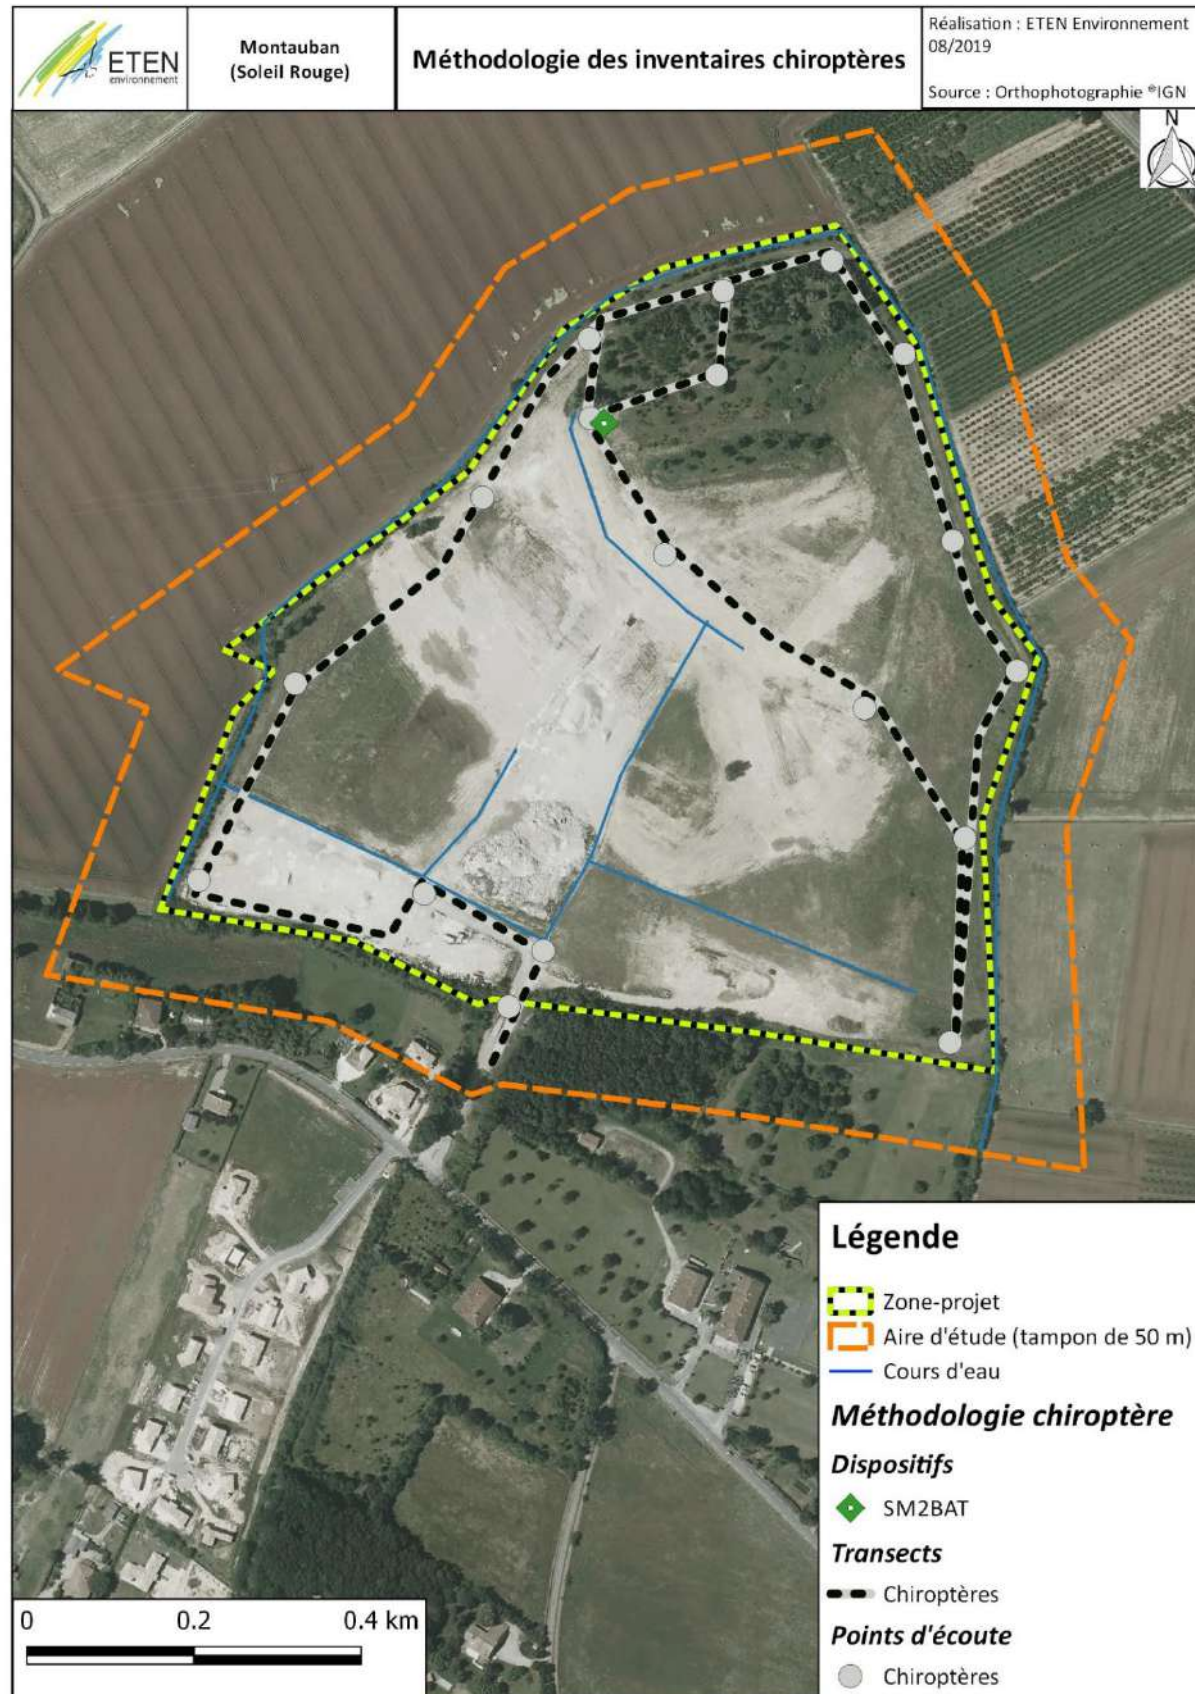 ETEN
environnement
Montauban
(Soleil Rouge)
Méthodologie des inventaires chiroptères
Réalisation : ETEN Environnement
08/2019
Source : Orthophotographie ®IGN
N
Légende
Zone-projet
Aire d'étude (tampon de 50 m)
Cours d'eau
Méthodologie chiroptère
Dispositifs
SM2BAT
Transects
Chiroptères
Points d'écoute
Chiroptères
0 0.2 0.4 km